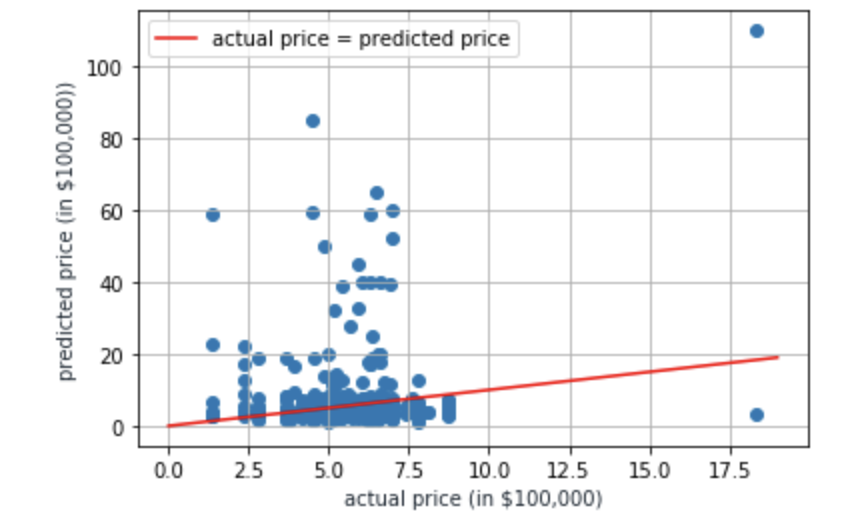 actual price = predicted price
predicted price (in $100,000))
100
80
60
40
20
0
0.0 2.5 5.0 7.5 10.0 12.5 15.0 17.5
actual price (in $100,000)